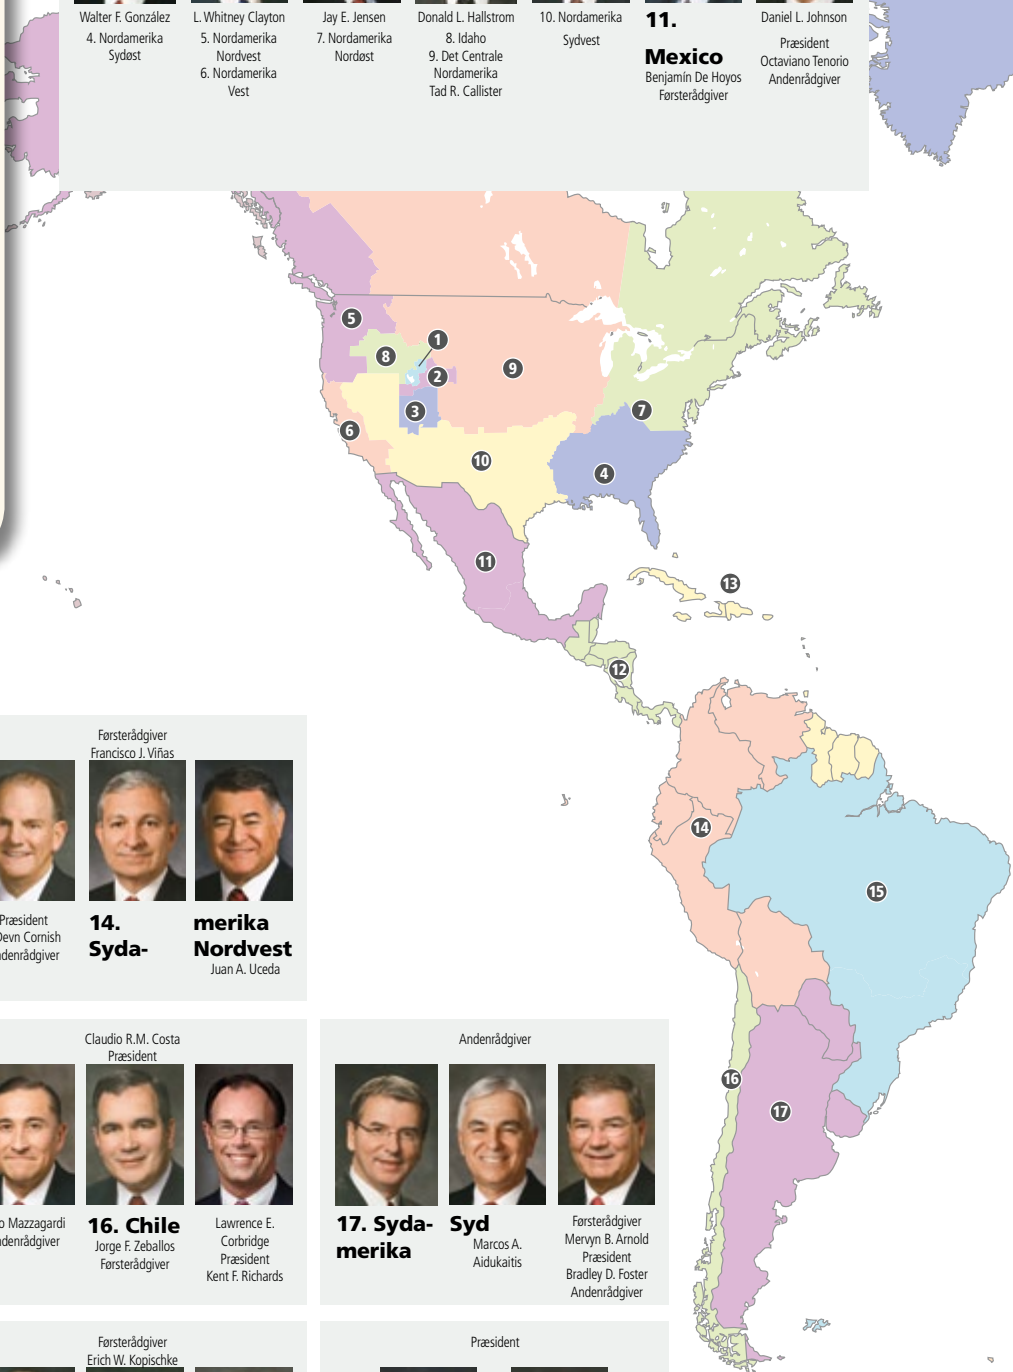 Walter F. González
4. Nordamerika
Sydøst
L. Whitney Clayton
5. Nordamerika
Nordvest
6. Nordamerika
Vest
Jay E. Jensen
7. Nordamerika
Nordøst
Donald L. Hallstrom
8. Idaho
9. Det Centrale
Nordamerika
Tad R. Callister
10. Nordamerika
Sydvest
11.
Mexico
Benjamín De Hoyos
Førsterådgiver
Daniel L. Johnson
Præsident
Octaviano Tenorio
Andenrådgiver
5
1
8
2
9
3
7
6
10
4
11
13
12
14
15
16
17
Førsterådgiver
Francisco J. Viñas
Præsident
Devn Cornish
14.
Syda-
merika
Nordvest
Juan A. Uceda
Claudio R.M. Costa
Præsident
Mazzagardi
16. Chile
Jorge F. Zeballos
Førsterådgiver
Lawrence E.
Corbridge
Præsident
Kent F. Richards
Andenrådgiver
17. Syda-
merika
Syd
Marcos A.
Aidukaitis
Førsterådgiver
Mervyn B. Arnold
Præsident
Bradley D. Foster
Andenrådgiver
Førsterådgiver
Erich W. Kopischke
Præsident